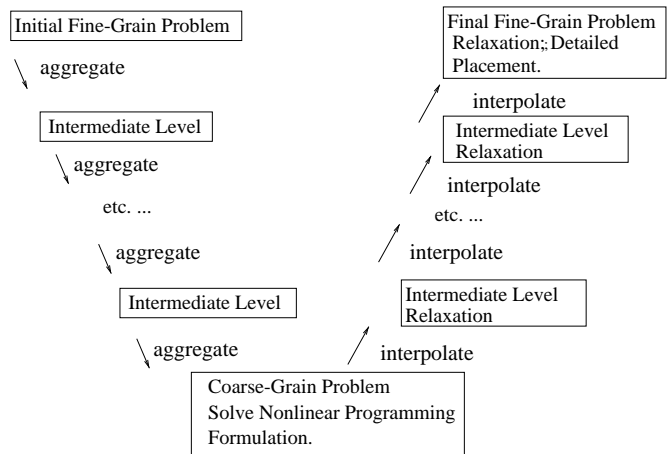 Initial Fine-Grain Problem
aggregate
Intermediate Level
aggregate
etc. ...
aggregate
Intermediate Level
aggregate
Coarse-Grain Problem
Solve Nonlinear Programming
Formulation.
interpolate
Intermediate Level
Relaxation
interpolate
etc. ...
interpolate
Intermediate Level
Relaxation
interpolate
Final Fine-Grain Problem
Relaxation;; Detailed
Placement.